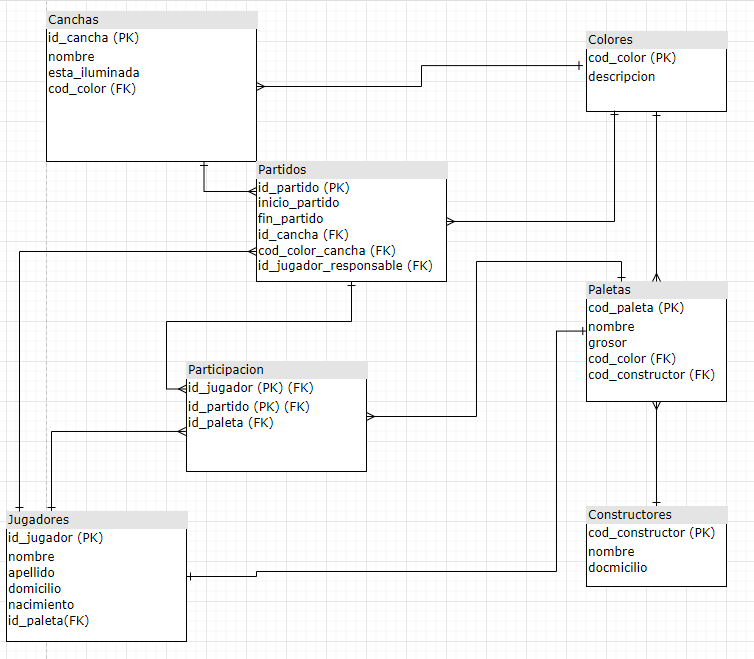 Canchas
id_cancha (PK)
nombre
esta_iluminada
cod_color (FK)
Colores
cod_color (PK)
descripcion
Partidos
id_partido (PK)
inicio_partido
fin_partido
id_cancha (FK)
cod_color_cancha (FK)
id_jugador_responsable (FK)
Paletas
cod_paleta (PK)
nombre
grosor
cod_color (FK)
cod_constructor (FK)
Participacion
id_jugador (PK) (FK)
id_partido (PK) (FK)
id_paleta (FK)
Jugadores
id_jugador (PK)
nombre
apellido
domicilio
nacimiento
id_paleta(FK)
Constructores
cod_constructor (PK)
nombre
docmicilio